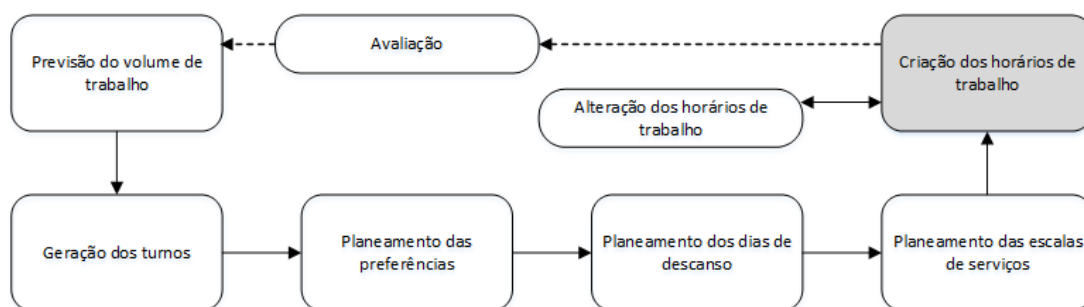 Previsão do volume de
trabalho
Avaliação
Criação dos horários de
trabalho
Alteração dos horários de
trabalho
Geração dos turnos
Planeamento das
preferências
Planeamento dos dias de
descanso
Planeamento das escalas
de serviços